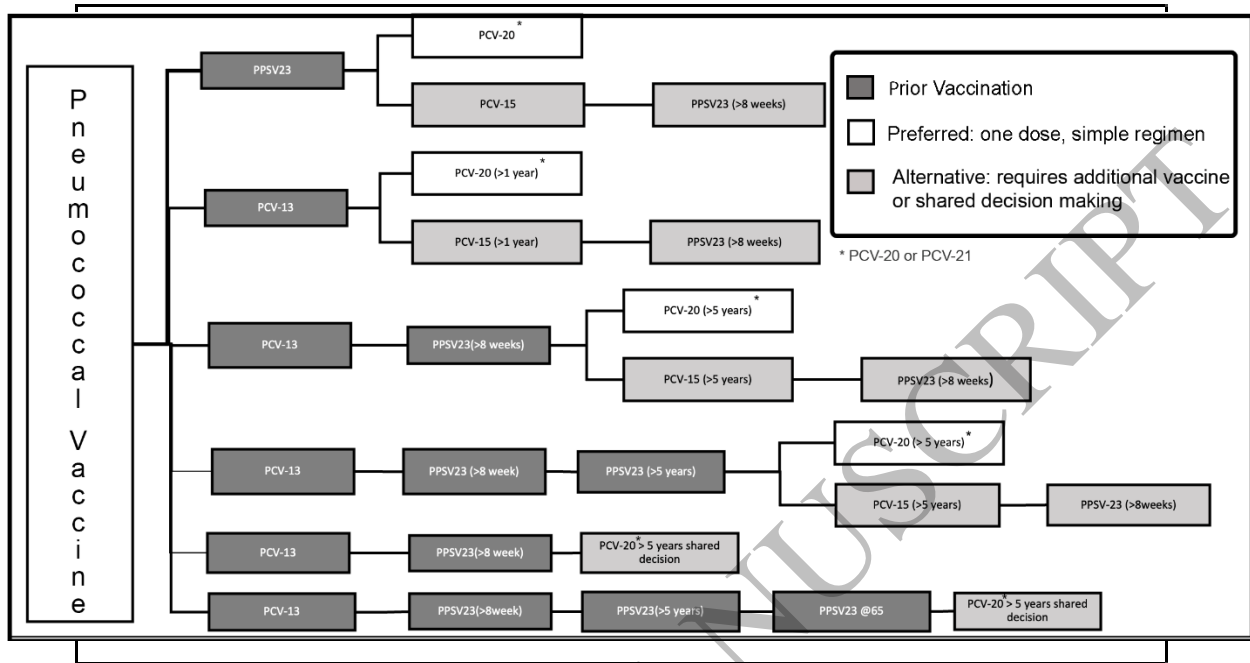 Pneumococcal Vaccine
PPSV23
PCV-20*
PCV-15
PPSV23 (>8 weeks)
PCV-13
PCV-20 (>1 year)*
PCV-15 (>1 year)
PPSV23 (>8 weeks)
PCV-13
PPSV23(>8 weeks)
PCV-20 (>5 years)*
PCV-15 (>5 years)
PPSV23 (>8 weeks)
PCV-13
PPSV23 (>8 week)
PPSV23 (>5 years)
PCV-20 (> 5 years)*
PCV-15 (>5 years)
PPSV-23 (>8weeks)
PCV-13
PPSV23(>8 week)
PCV-20*> 5 years shared
decision
PCV-13
PPSV23(>8week)
PPSV23(>5 years)
PPSV23 @65
PCV-20*> 5 years shared
decision
Prior Vaccination
Preferred: one dose, simple regimen
Alternative: requires additional vaccine
or shared decision making
* PCV-20 or PCV-21
NUSCRIPT